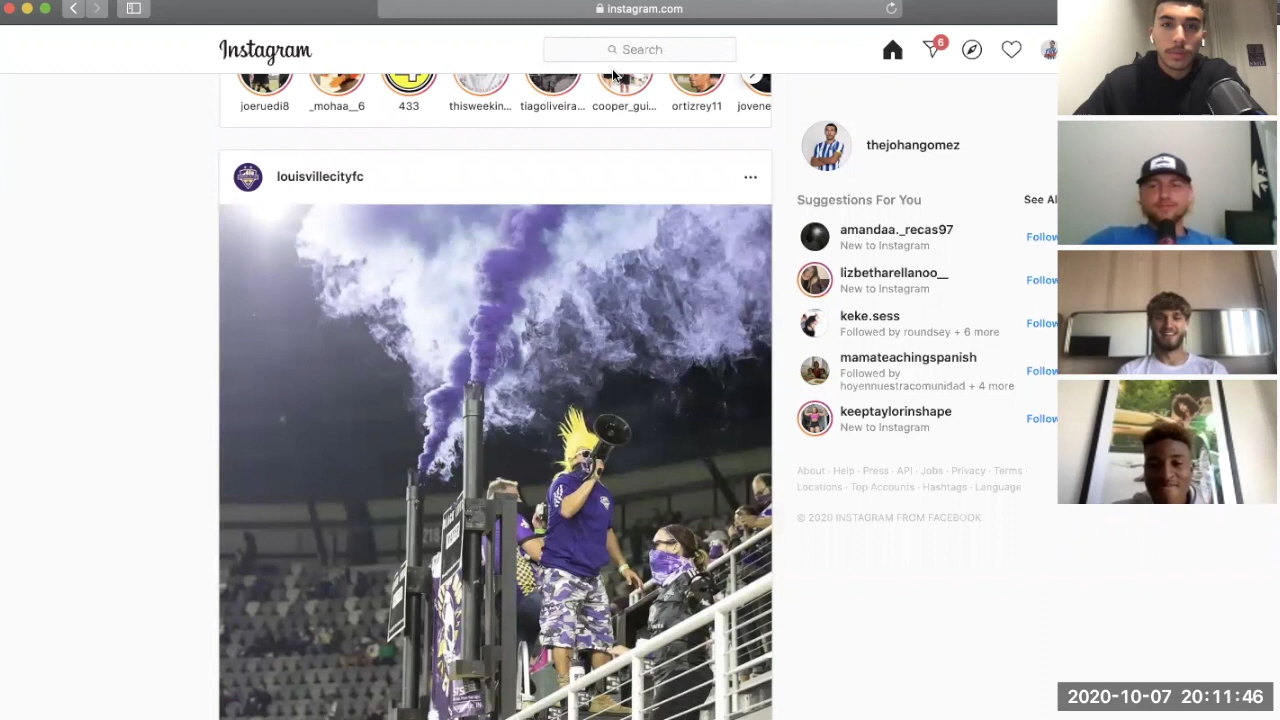 instagram.com
Instagram
Search
6
joeruedi8
_mohaa__6
433
thisweekin...
tiagoliveira...
cooper_gui...
ortizrey11
jovene
louisvillecityfc
thejohangomez
Suggestions For You
See Al
amandaa._recas97
New to Instagram
Follow
lizbetharellanoo__
New to Instagram
Follow
keke.sess
Followed by roundsey + 6 more
Follow
mamateachingspanish
Followed by
hoyennuestracomunidad + 4 more
Follow
keeptaylorinshape
New to Instagram
Follow
About · Help · Press · API · Jobs · Privacy · Terms ·
Locations · Top Accounts · Hashtags · Language
© 2020 INSTAGRAM FROM FACEBOOK
2020-10-07 20:11:46